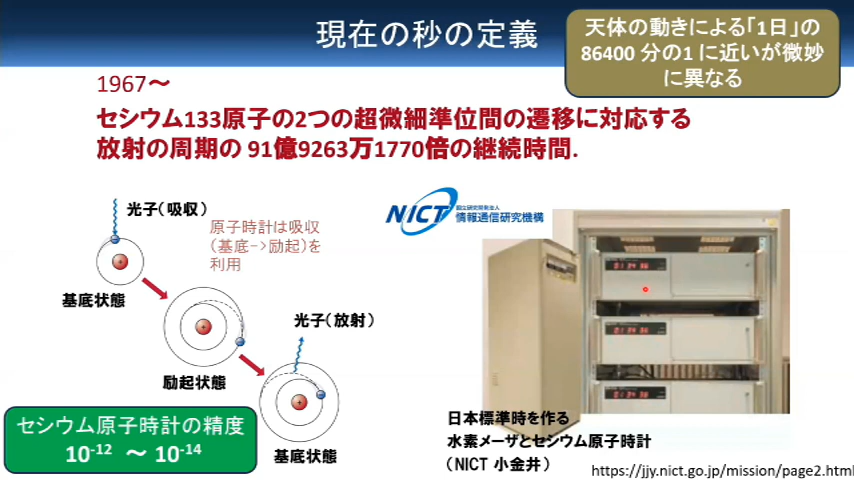 現在の秒の定義
天体の動きによる「1日」の
86400 分の1 に近いが微妙
に異なる
1967～
セシウム133原子の2つの超微細準位間の遷移に対応する
放射の周期の 91億9263万1770倍の継続時間.
光子(吸収)
原子時計は吸収
(基底->励起)を
利用
基底状態
励起状態
光子(放射)
基底状態
セシウム原子時計の精度
10⁻¹² ～ 10⁻¹⁴
NICT
国立研究開発法人
情報通信研究機構
日本標準時を作る
水素メーザとセシウム原子時計
(NICT 小金井)
https://jjy.nict.go.jp/mission/page2.html